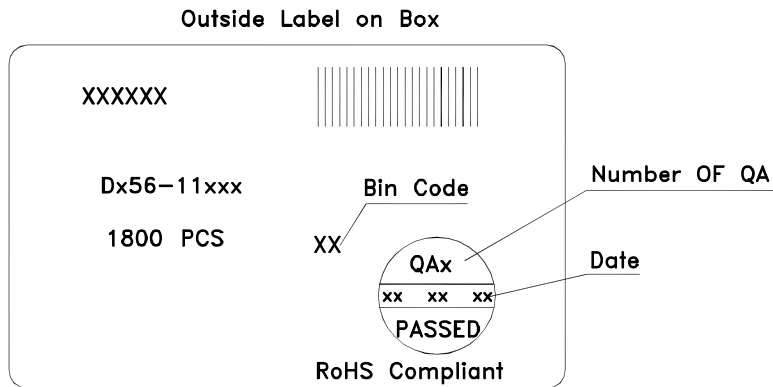 Outside Label on Box
XXXXXX
Dx56-11xxx
Bin Code
Number OF QA
1800 PCS
XX
QAx
Date
xx xx xx
PASSED
RoHS Compliant